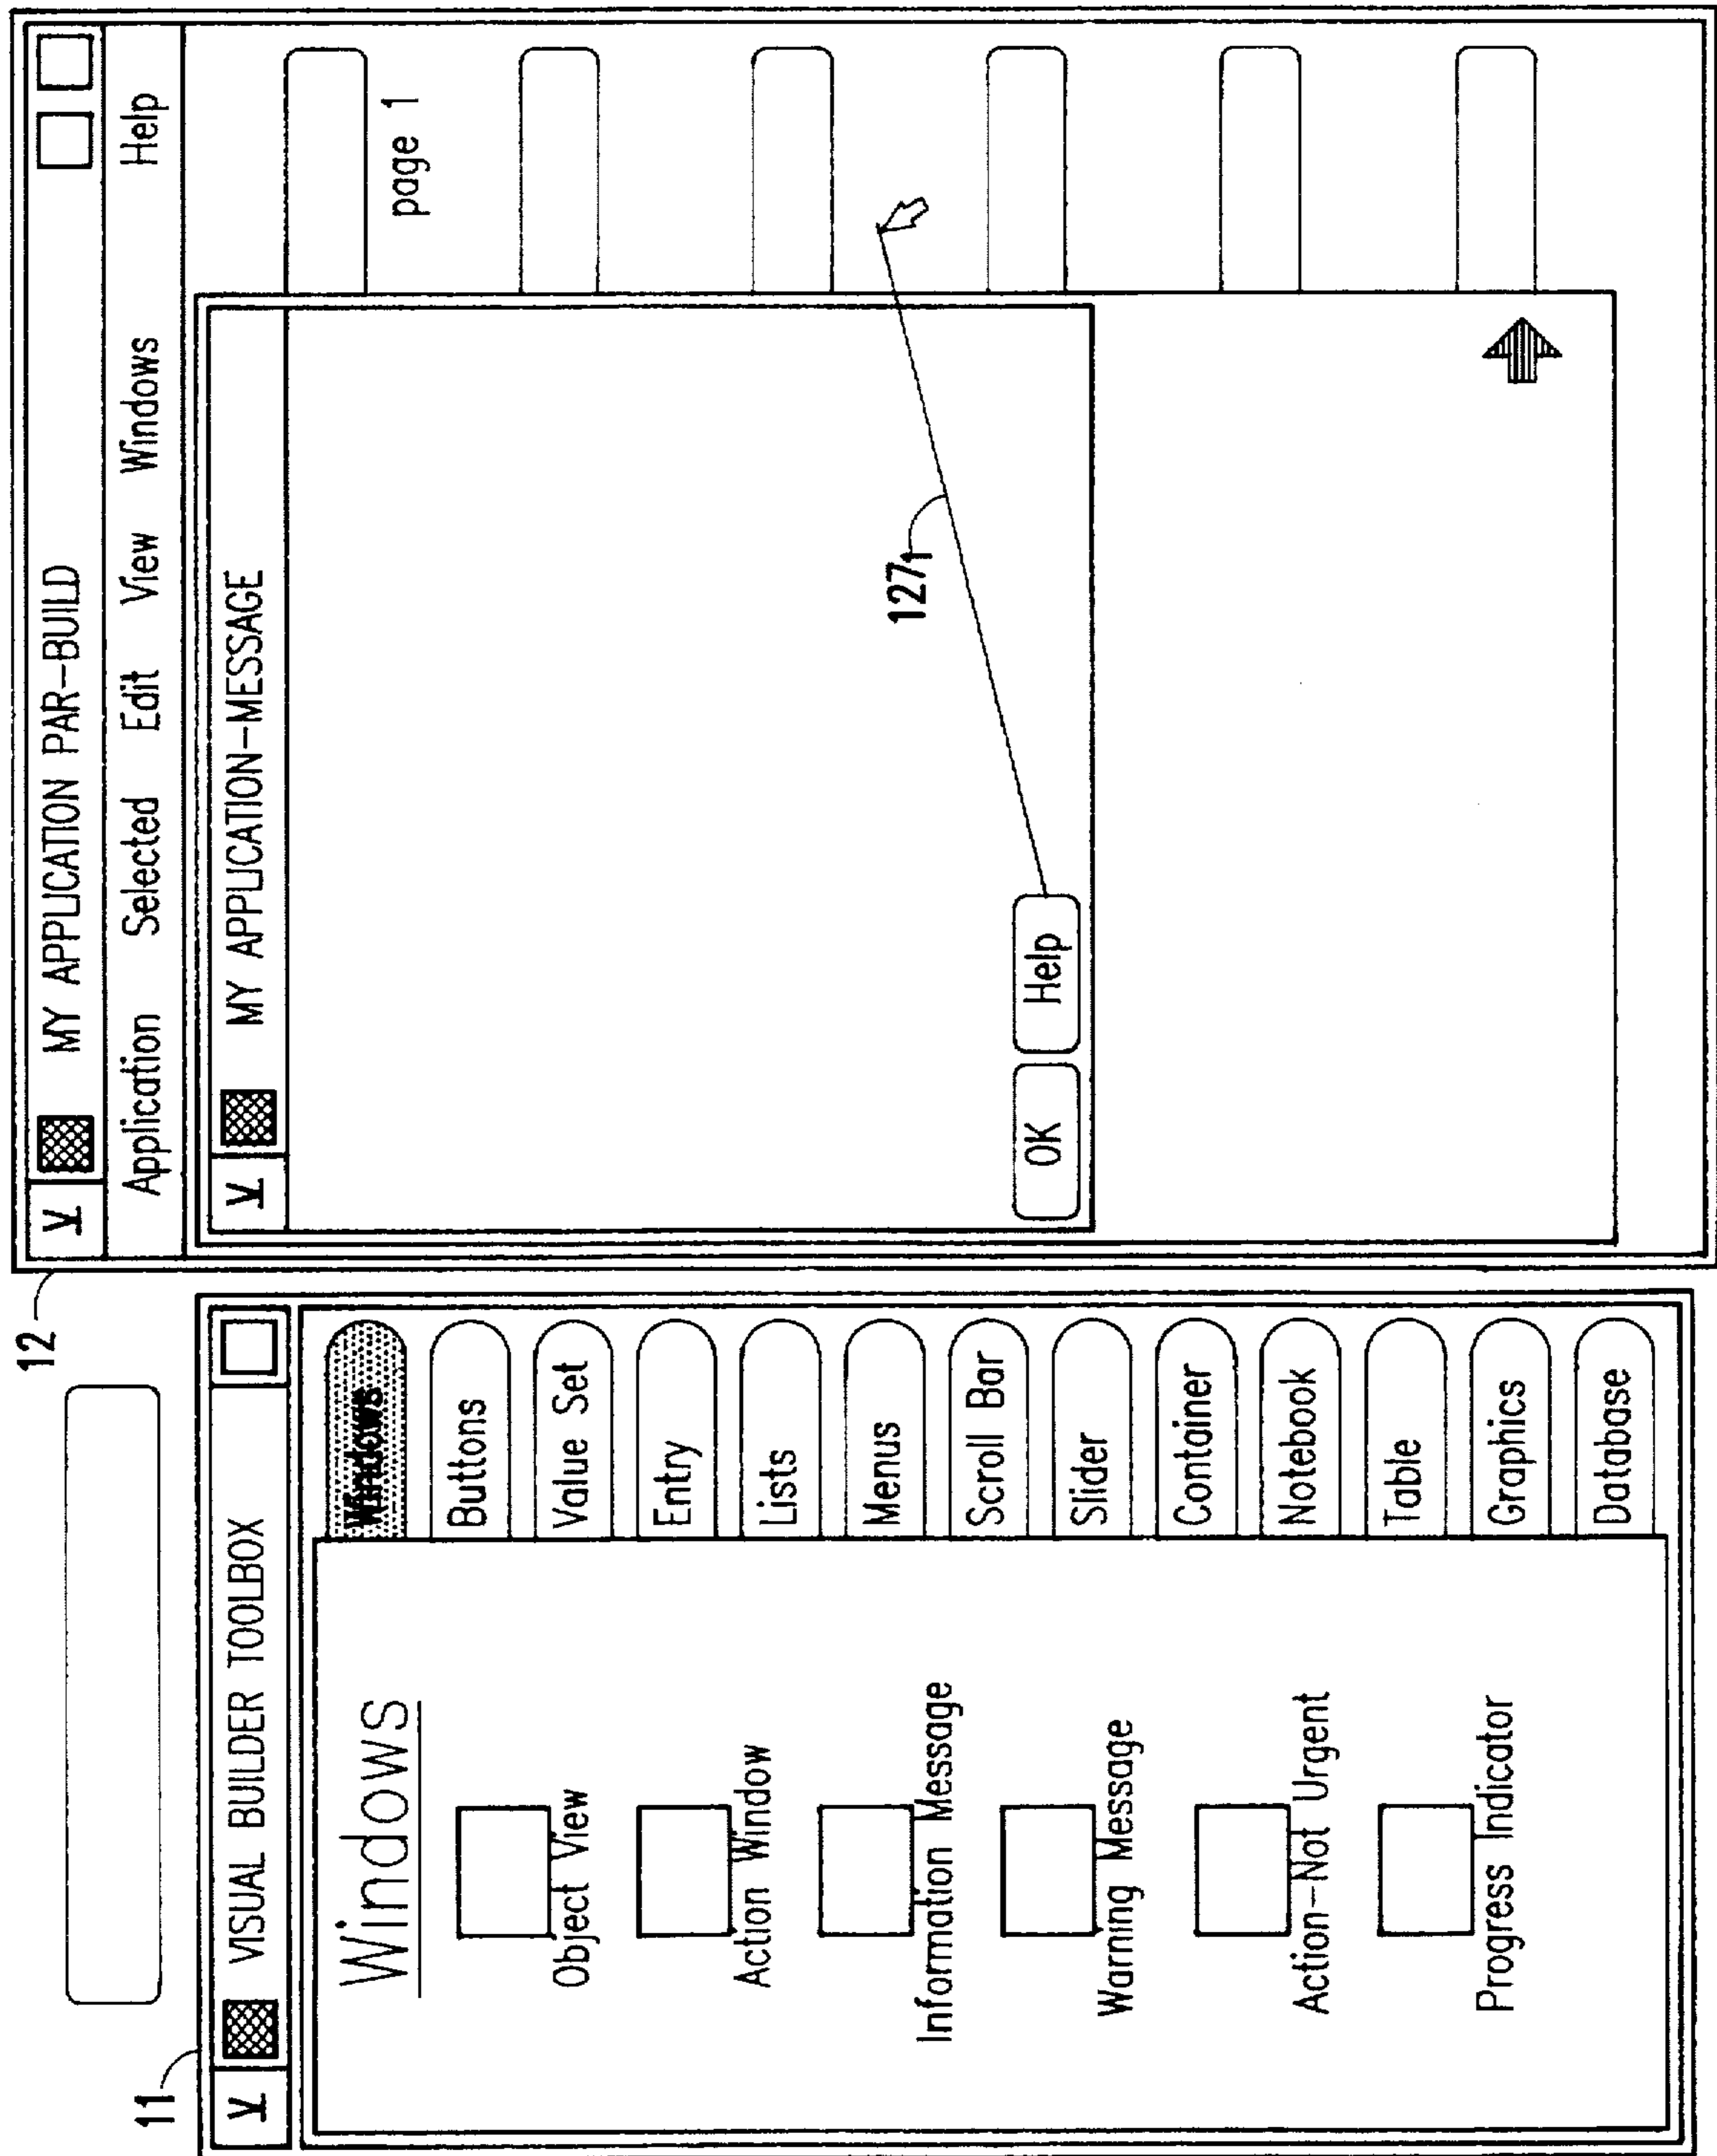 11
VISUAL BUILDER TOOLBOX
Windows
Object View
Action Window
Information Message
Warning Message
Action-Not Urgent
Progress Indicator
Windows
Buttons
Value Set
Entry
Lists
Menus
Scroll Bar
Slider
Container
Notebook
Table
Graphics
Database
12
MY APPLICATION PAR-BUILD
Application Selected Edit View Windows Help
MY APPLICATION-MESSAGE
page 1
127
OK Help